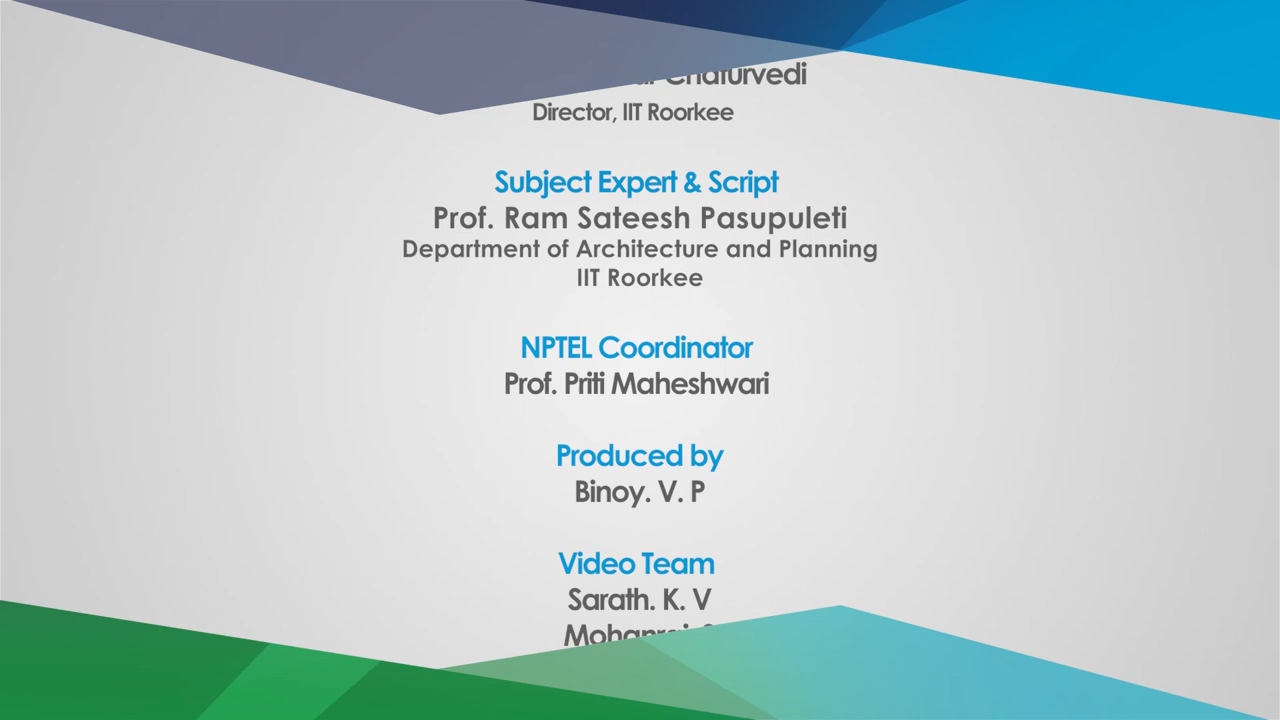 Chaturvedi
Director, IIT Roorkee
Subject Expert & Script
Prof. Ram Sateesh Pasupuleti
Department of Architecture and Planning
IIT Roorkee
NPTEL Coordinator
Prof. Priti Maheshwari
Produced by
Binoy. V. P
Video Team
Sarath. K. V